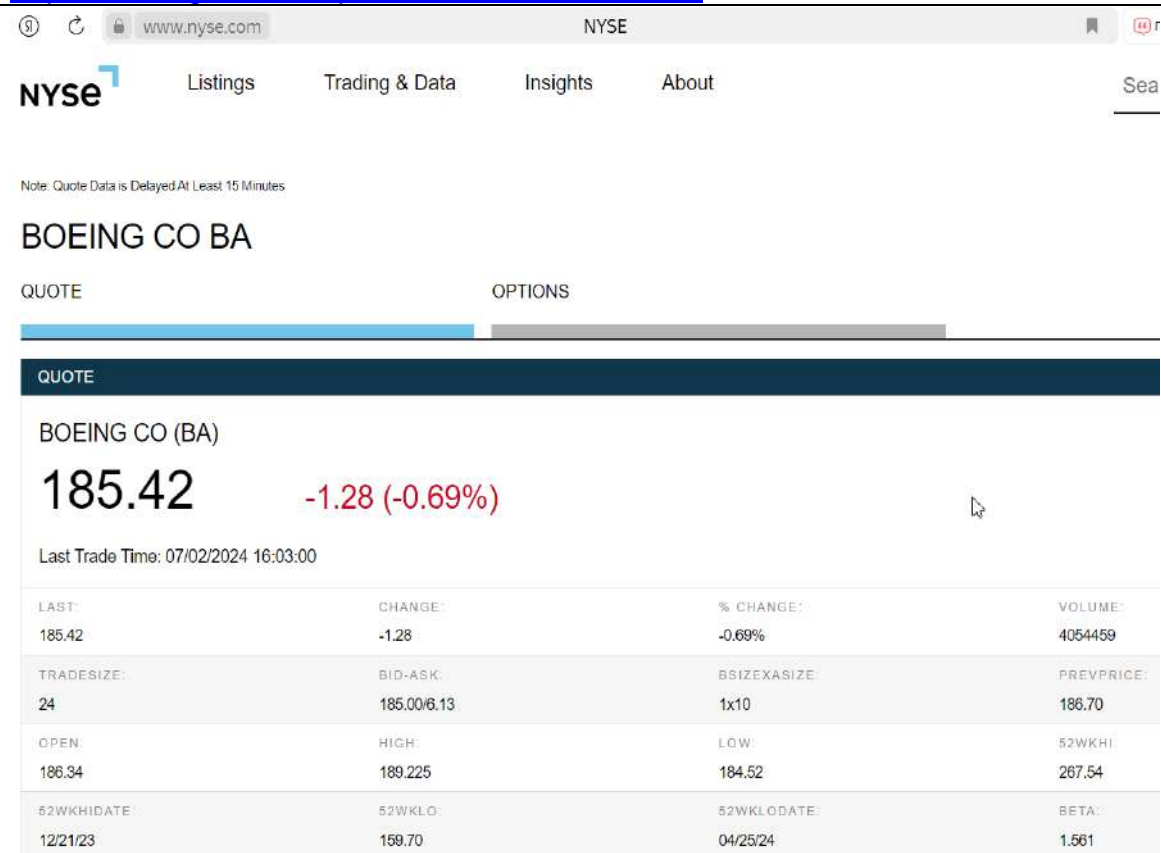 www.nyse.com NYSE
NYSE Listings Trading & Data Insights About Sea
Note: Quote Data is Delayed At Least 15 Minutes
BOEING CO BA
QUOTE OPTIONS
QUOTE
BOEING CO (BA)
185.42 -1.28 (-0.69%)
Last Trade Time: 07/02/2024 16:03:00
LAST: CHANGE: % CHANGE: VOLUME:
185.42 -1.28 -0.69% 4054459
TRADESIZE: BID-ASK: BSIZEXASIZE: PREVPRICE:
24 185.00/6.13 1x10 186.70
OPEN: HIGH: LOW: 52WKHI:
186.34 189.225 184.52 267.54
52WKHIDATE: 52WKLO: 52WKLODATE: BETA:
12/21/23 159.70 04/25/24 1.561